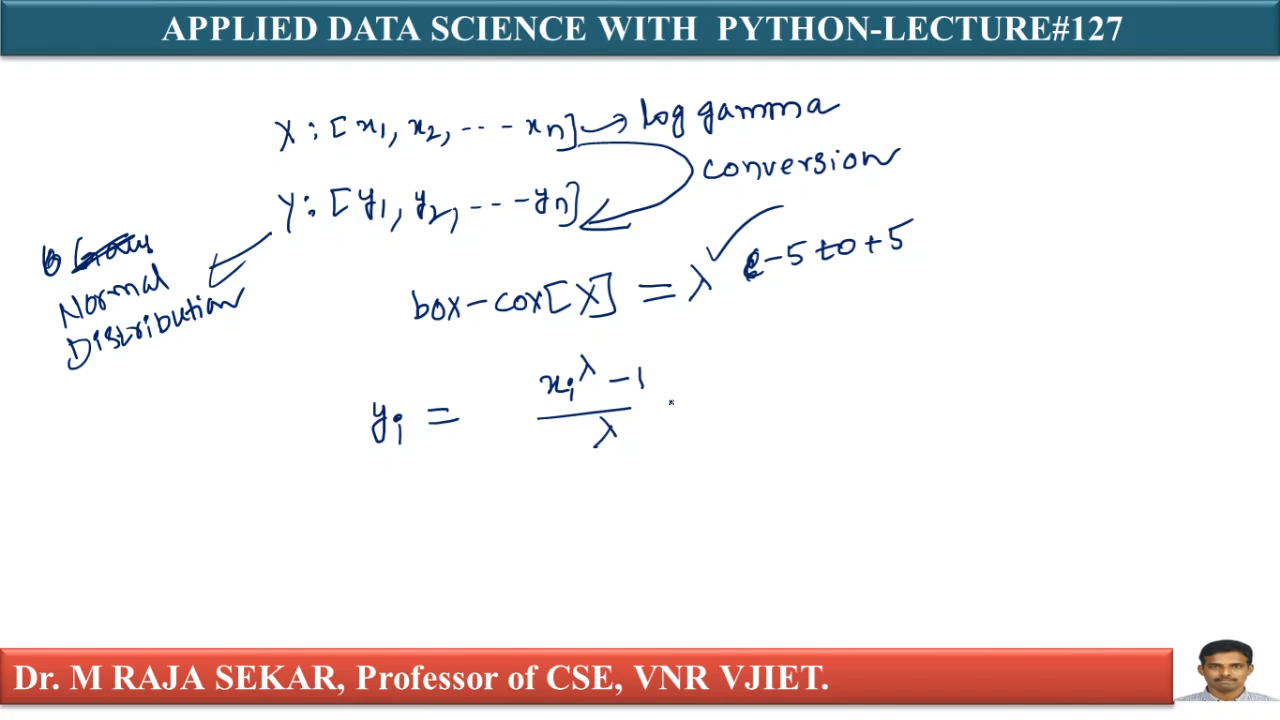 APPLIED DATA SCIENCE WITH PYTHON-LECTURE#127
X : [x₁, x₂, ---- xn] → log gamma
conversion
Y : [y₁, y₂, --- yn]
Normal
Distribution
box-cox[X] = λ
-5 to +5
yᵢ = (xᵢ^λ - 1) / λ
Dr. M RAJA SEKAR, Professor of CSE, VNR VJIET.